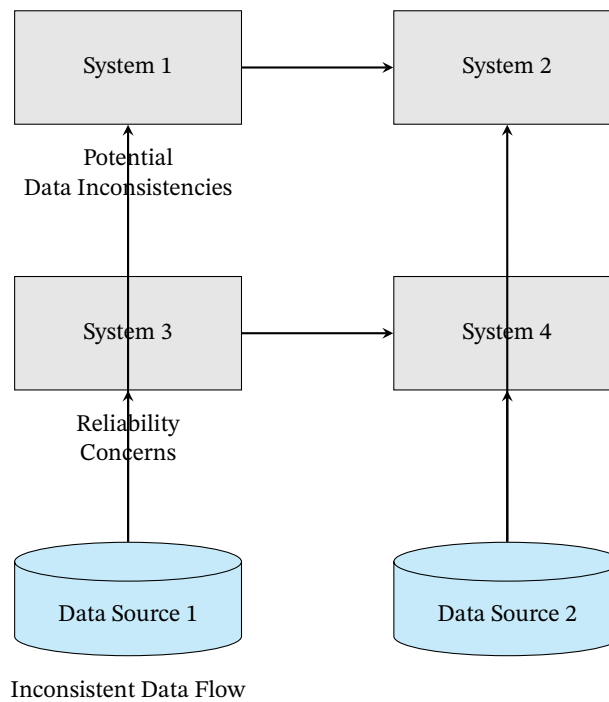 System 1
System 2
Potential
Data Inconsistencies
System 3
System 4
Reliability
Concerns
Data Source 1
Data Source 2
Inconsistent Data Flow